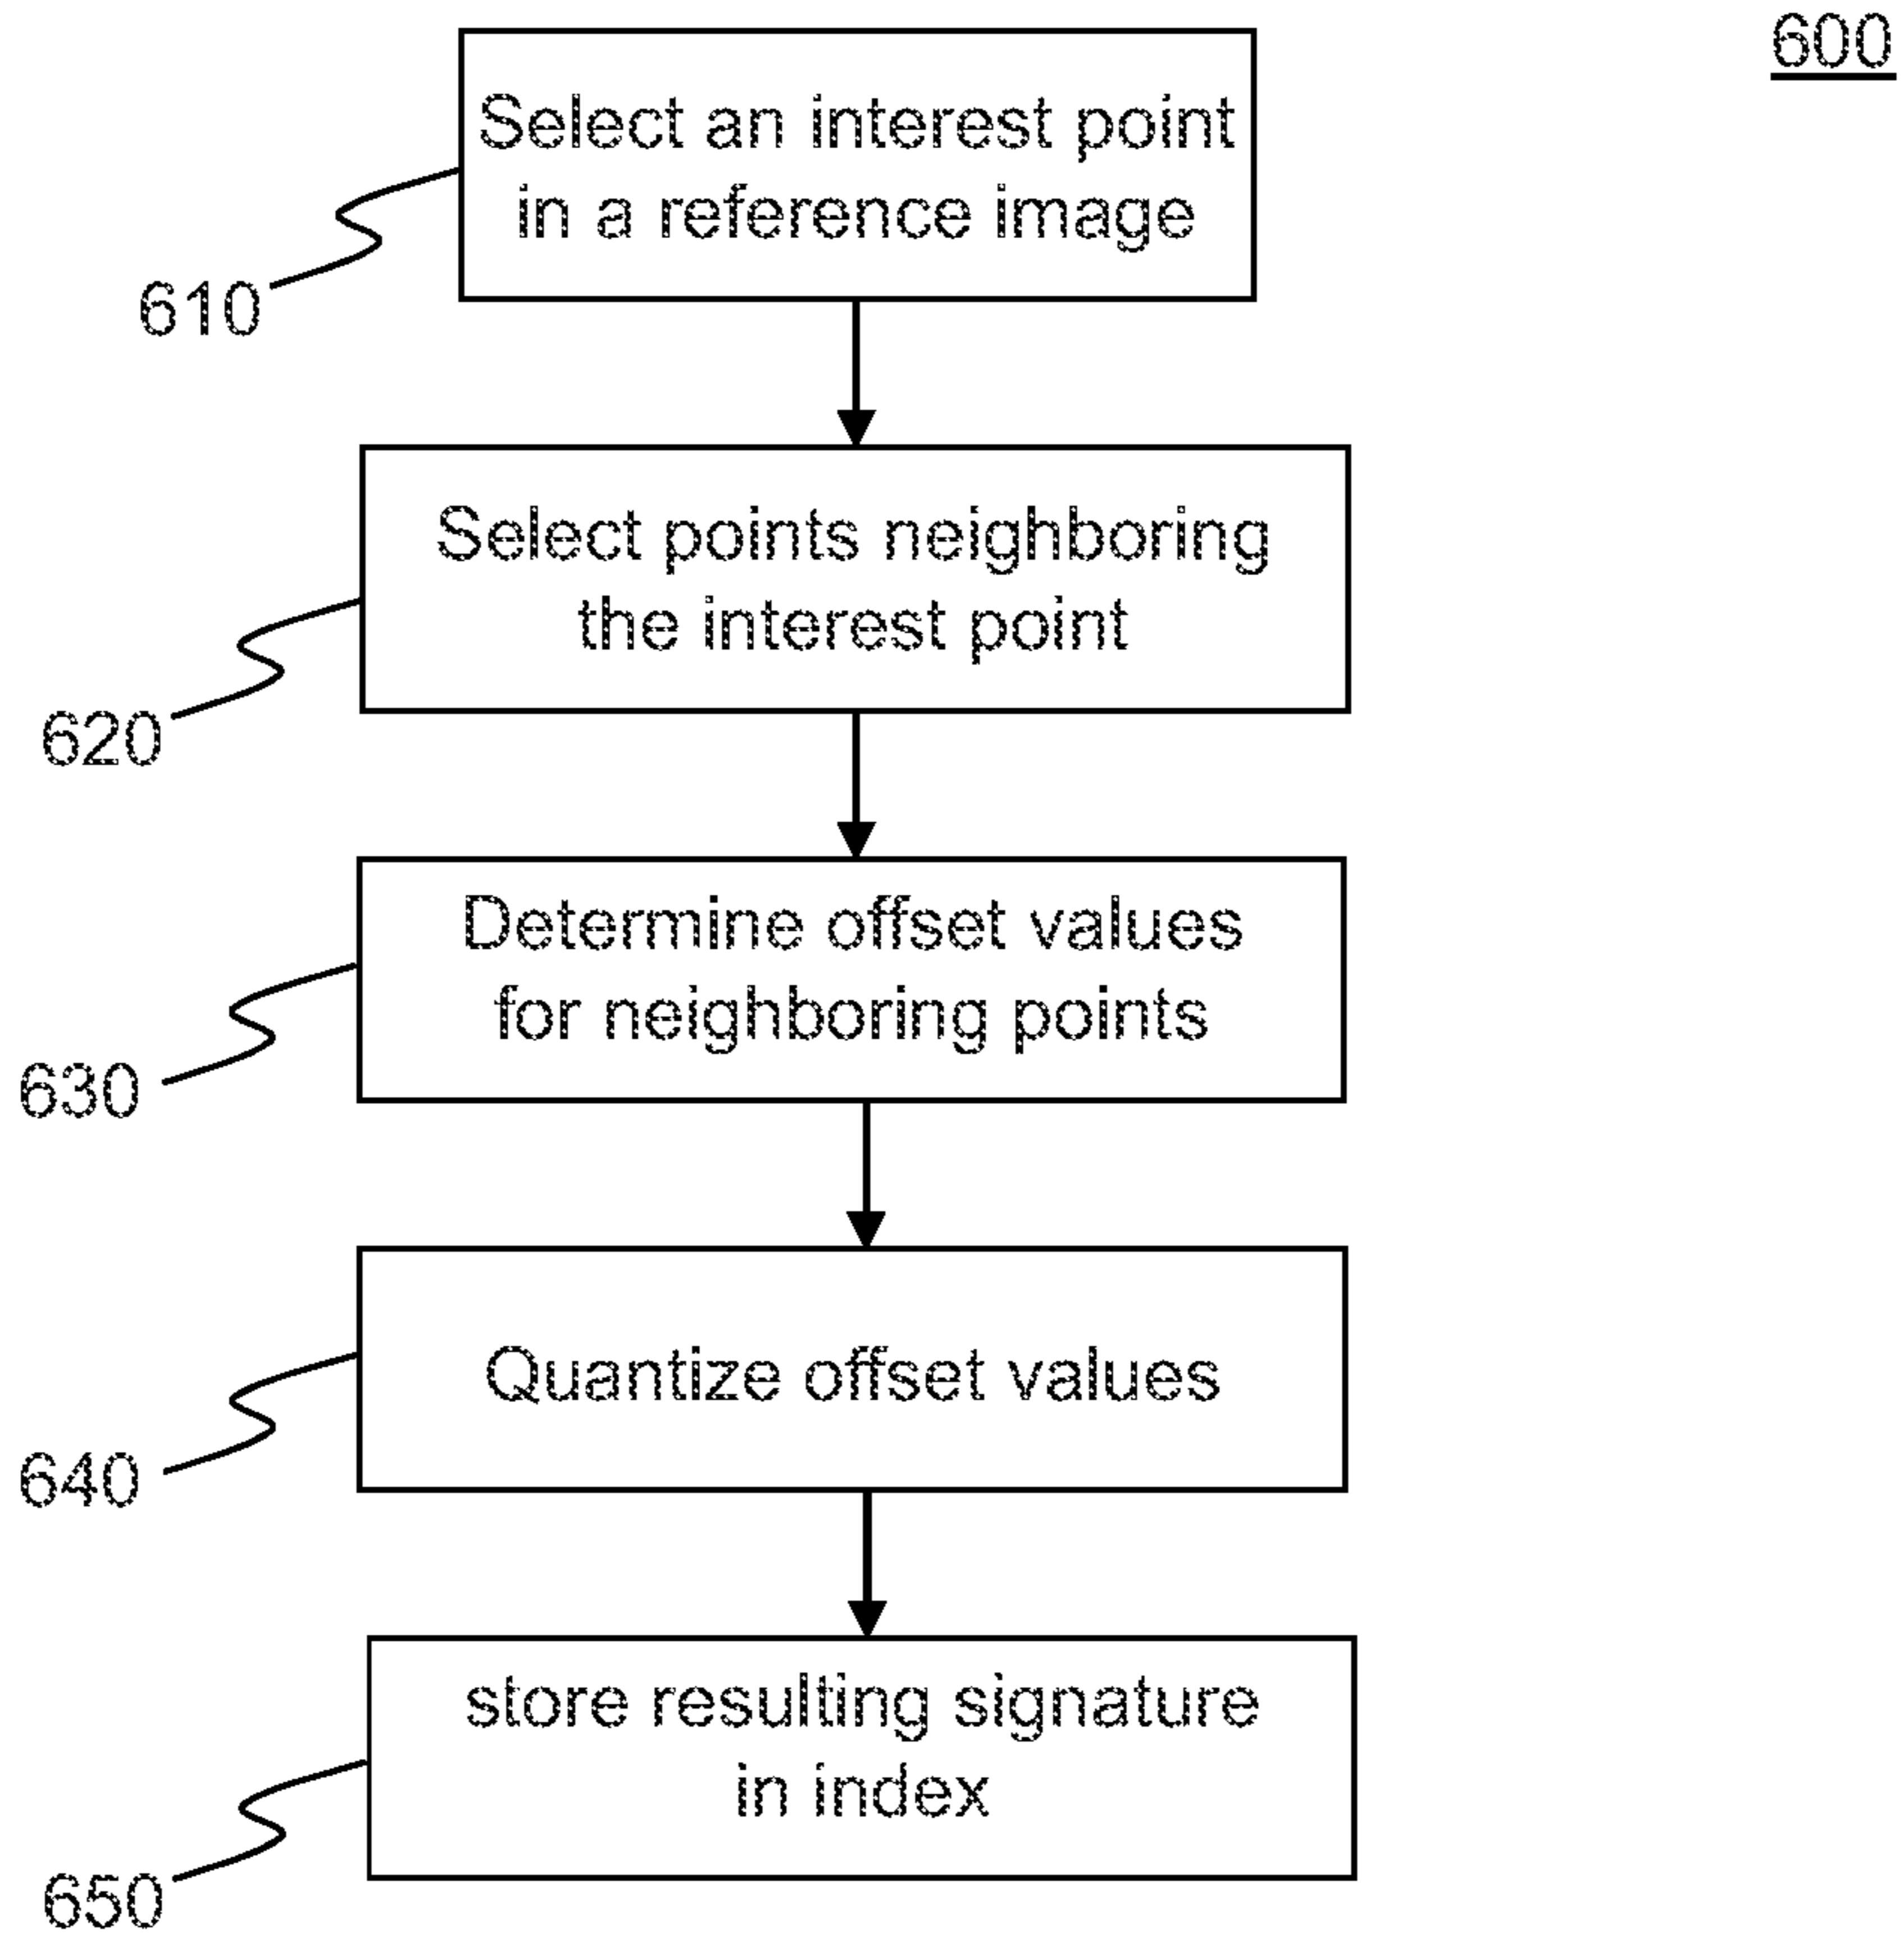 600
Select an interest point
in a reference image
610
Select points neighboring
the interest point
620
Determine offset values
for neighboring points
630
Quantize offset values
640
store resulting signature
in index
650